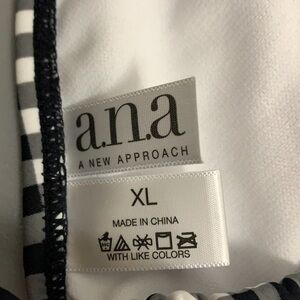 a.n.a
A NEW APPROACH
XL
MADE IN CHINA
WITH LIKE COLORS